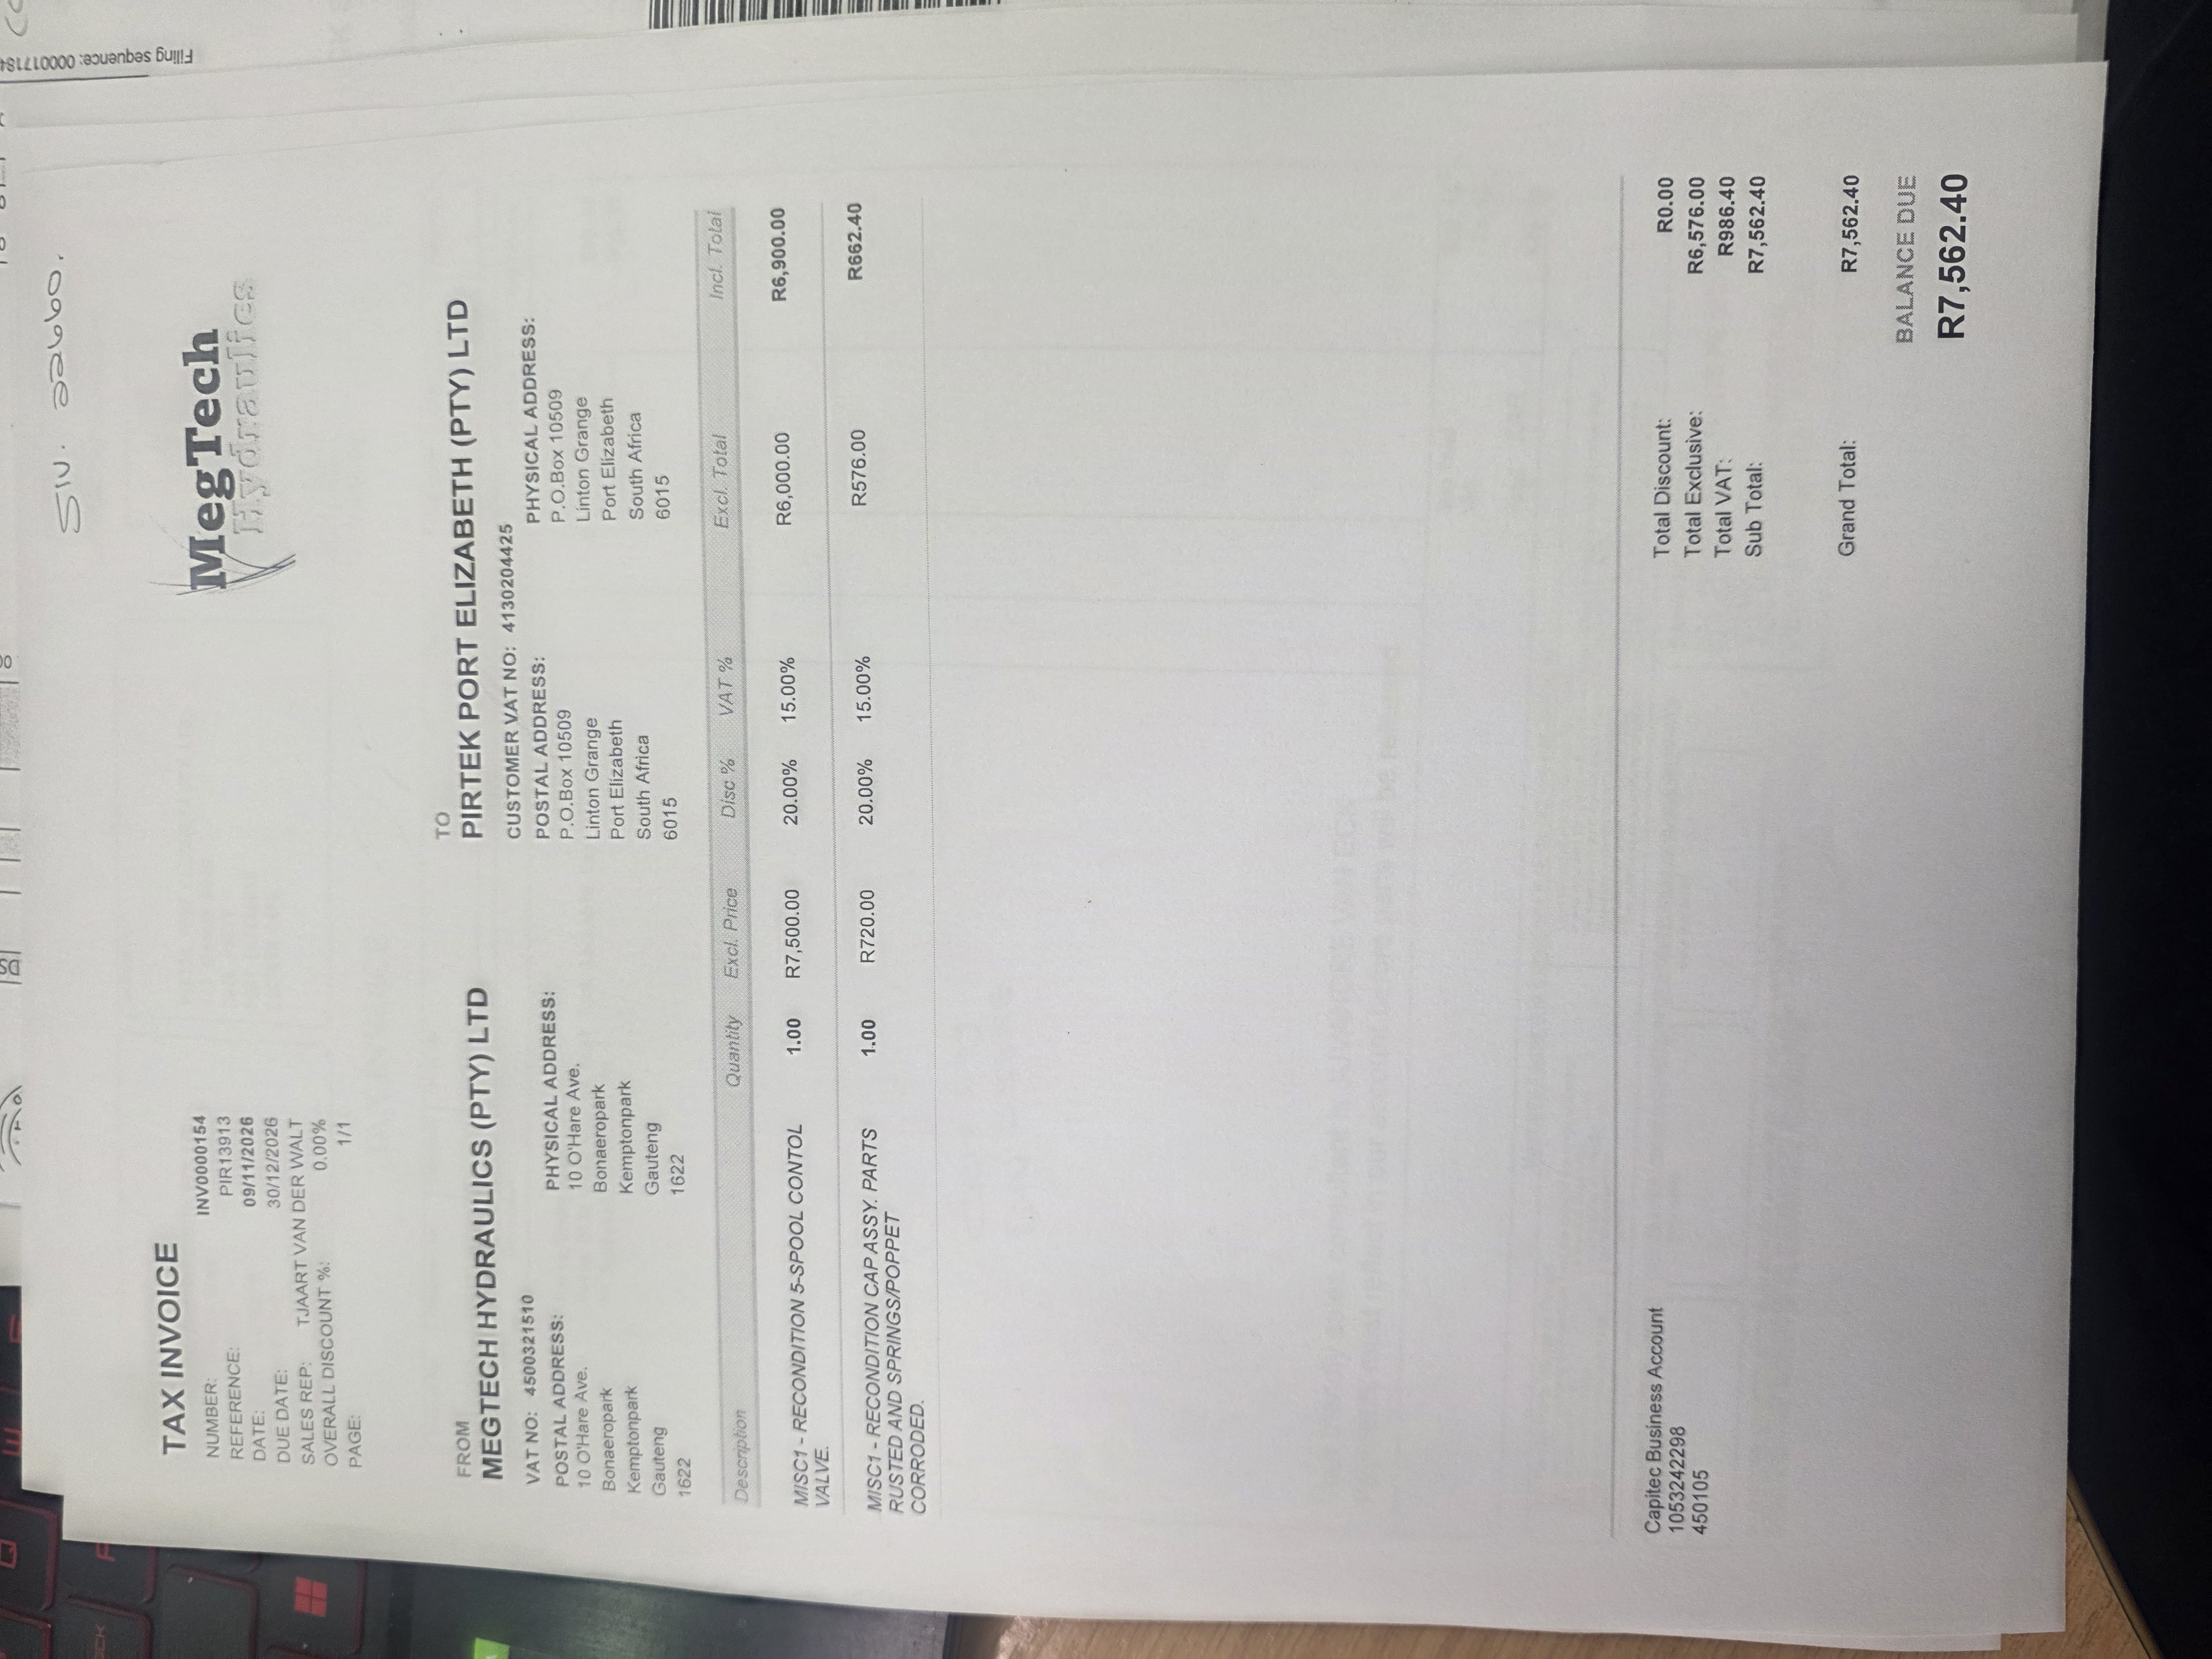 SIV. 22660.
Filing sequence: 000017184
TAX INVOICE
NUMBER: INV0000154
REFERENCE: PIR13913
DATE: 09/11/2026
DUE DATE: 30/12/2026
SALES REP: TJAART VAN DER WALT
OVERALL DISCOUNT %: 0.00%
PAGE: 1/1
MegTech
Hydraulics
FROM
MEGTECH HYDRAULICS (PTY) LTD
VAT NO: 4500321510
POSTAL ADDRESS:
10 O'Hare Ave.
Bonaeropark
Kemptonpark
Gauteng
1622
PHYSICAL ADDRESS:
10 O'Hare Ave.
Bonaeropark
Kemptonpark
Gauteng
1622
TO
PIRTEK PORT ELIZABETH (PTY) LTD
CUSTOMER VAT NO: 4130204425
POSTAL ADDRESS:
P.O.Box 10509
Linton Grange
Port Elizabeth
South Africa
6015
PHYSICAL ADDRESS:
P.O.Box 10509
Linton Grange
Port Elizabeth
South Africa
6015
Description Quantity Excl. Price Disc % VAT % Excl. Total Incl. Total
MISC1 - RECONDITION 5-SPOOL CONTOL 1.00 R7,500.00 20.00% 15.00% R6,000.00 R6,900.00
VALVE.
MISC1 - RECONDITION CAP ASSY. PARTS 1.00 R720.00 20.00% 15.00% R576.00 R662.40
RUSTED AND SPRINGS/POPPET
CORRODED.
Capitec Business Account
1053242298
450105
Total Discount: R0.00
Total Exclusive: R6,576.00
Total VAT: R986.40
Sub Total: R7,562.40
Grand Total: R7,562.40
BALANCE DUE
R7,562.40